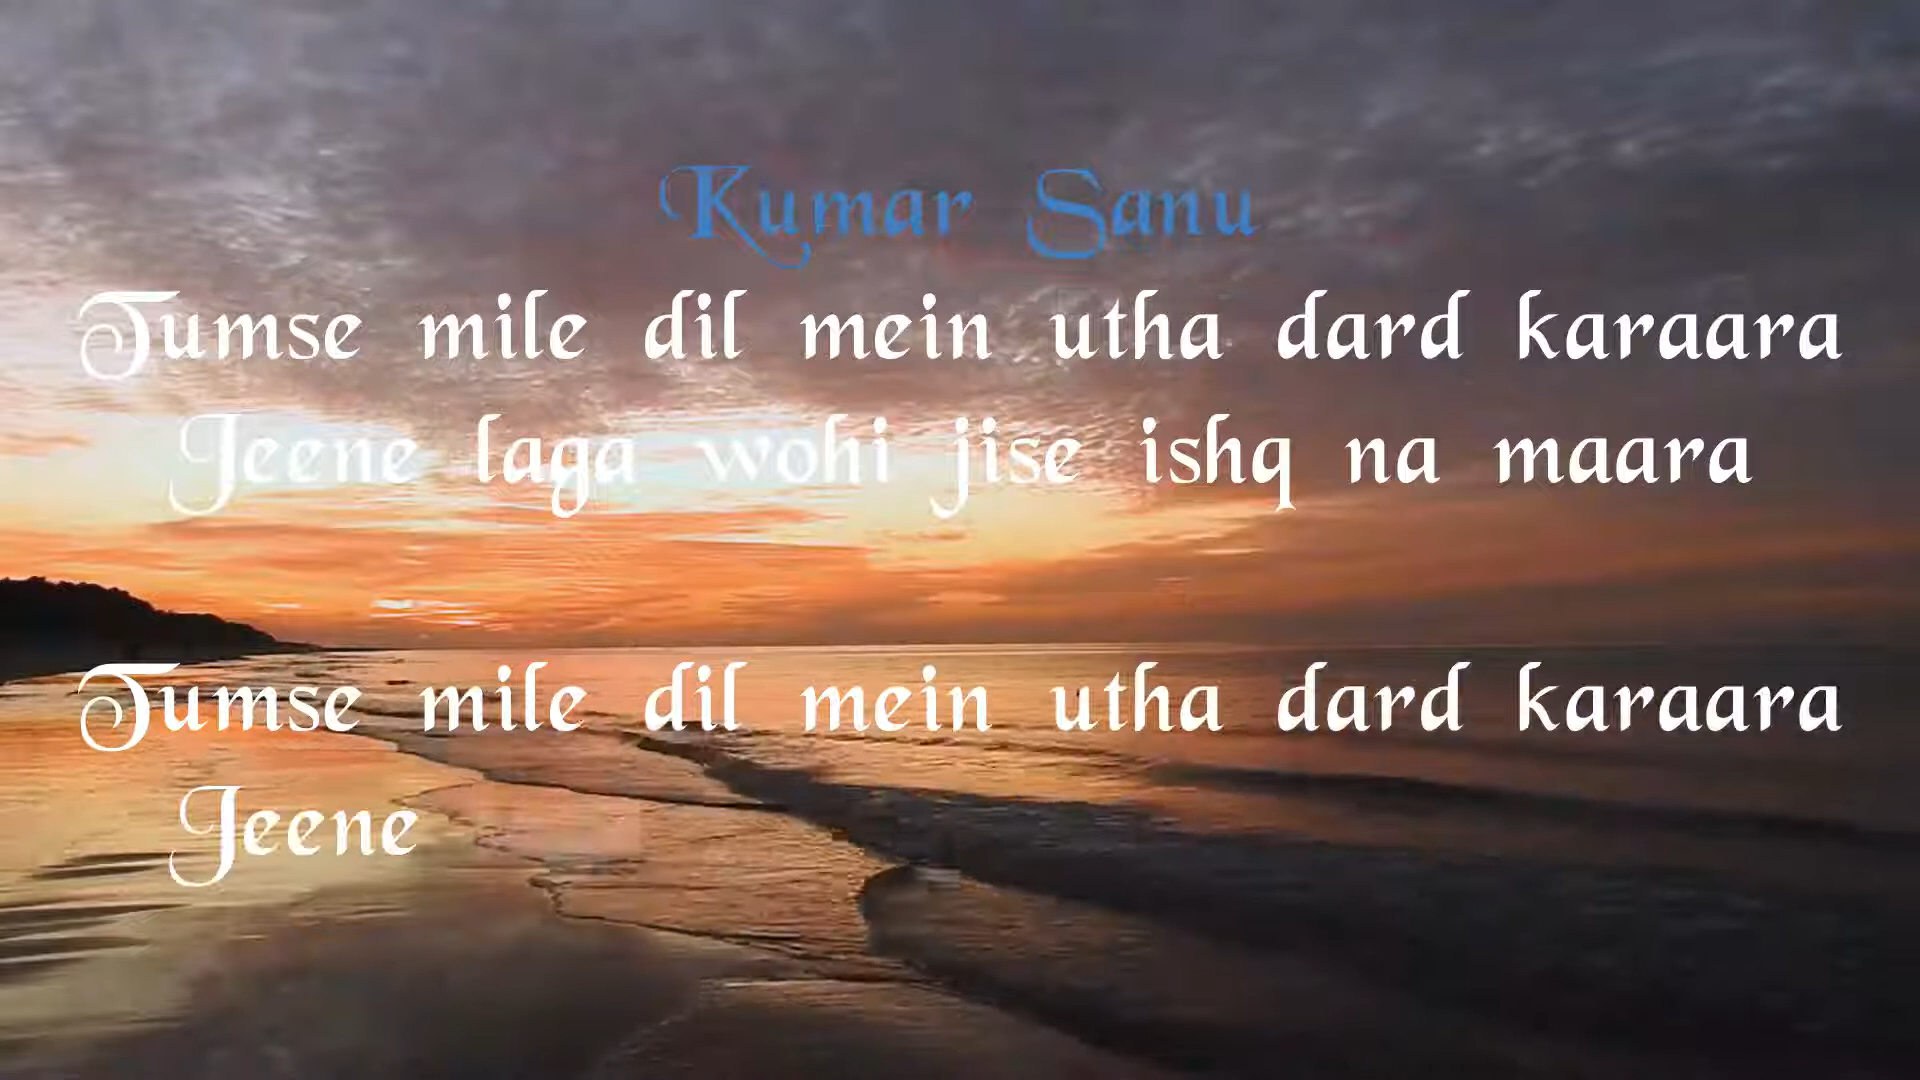 Kumar Sanu
Tumse mile dil mein utha dard karaara
Jeene laga wohi jise ishq na maara
Tumse mile dil mein utha dard karaara
Jeene